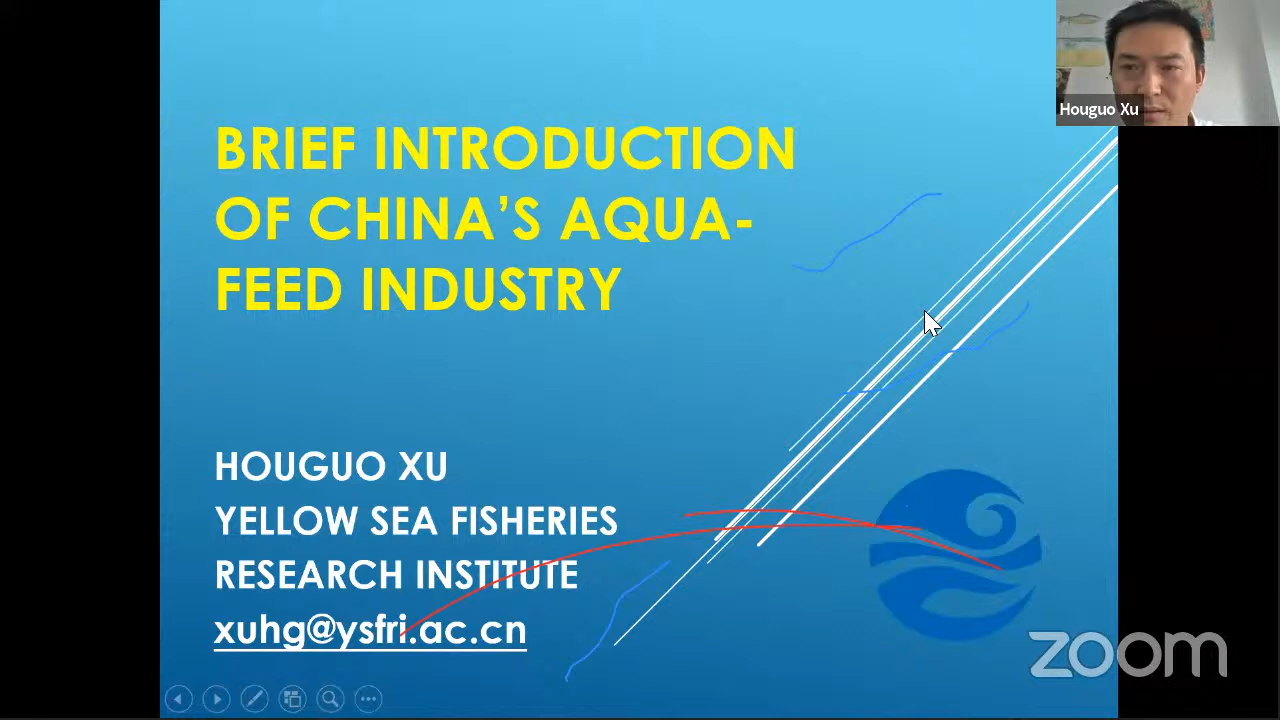 Houguo Xu
BRIEF INTRODUCTION
OF CHINA'S AQUA-
FEED INDUSTRY
HOUGUO XU
YELLOW SEA FISHERIES
RESEARCH INSTITUTE
xuhg@ysfri.ac.cn
zoom